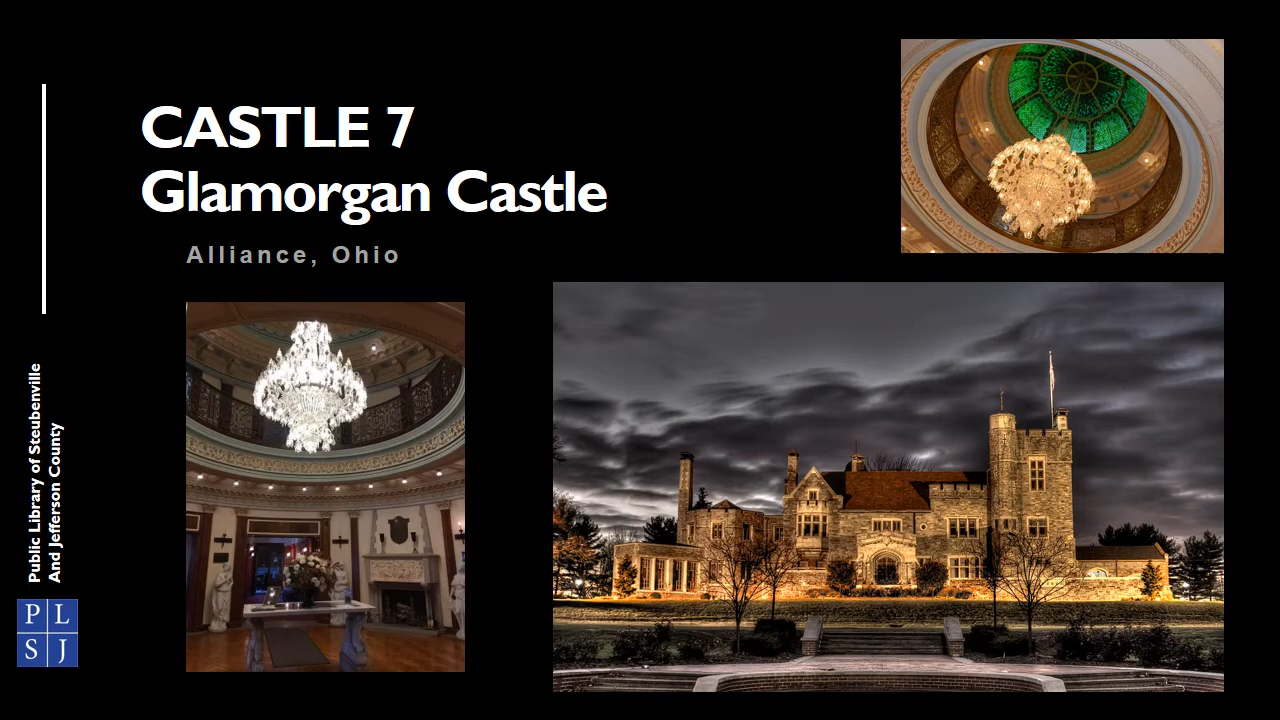 CASTLE 7
Glamorgan Castle
Alliance, Ohio
Public Library of Steubenville
And Jefferson County
P L
S J